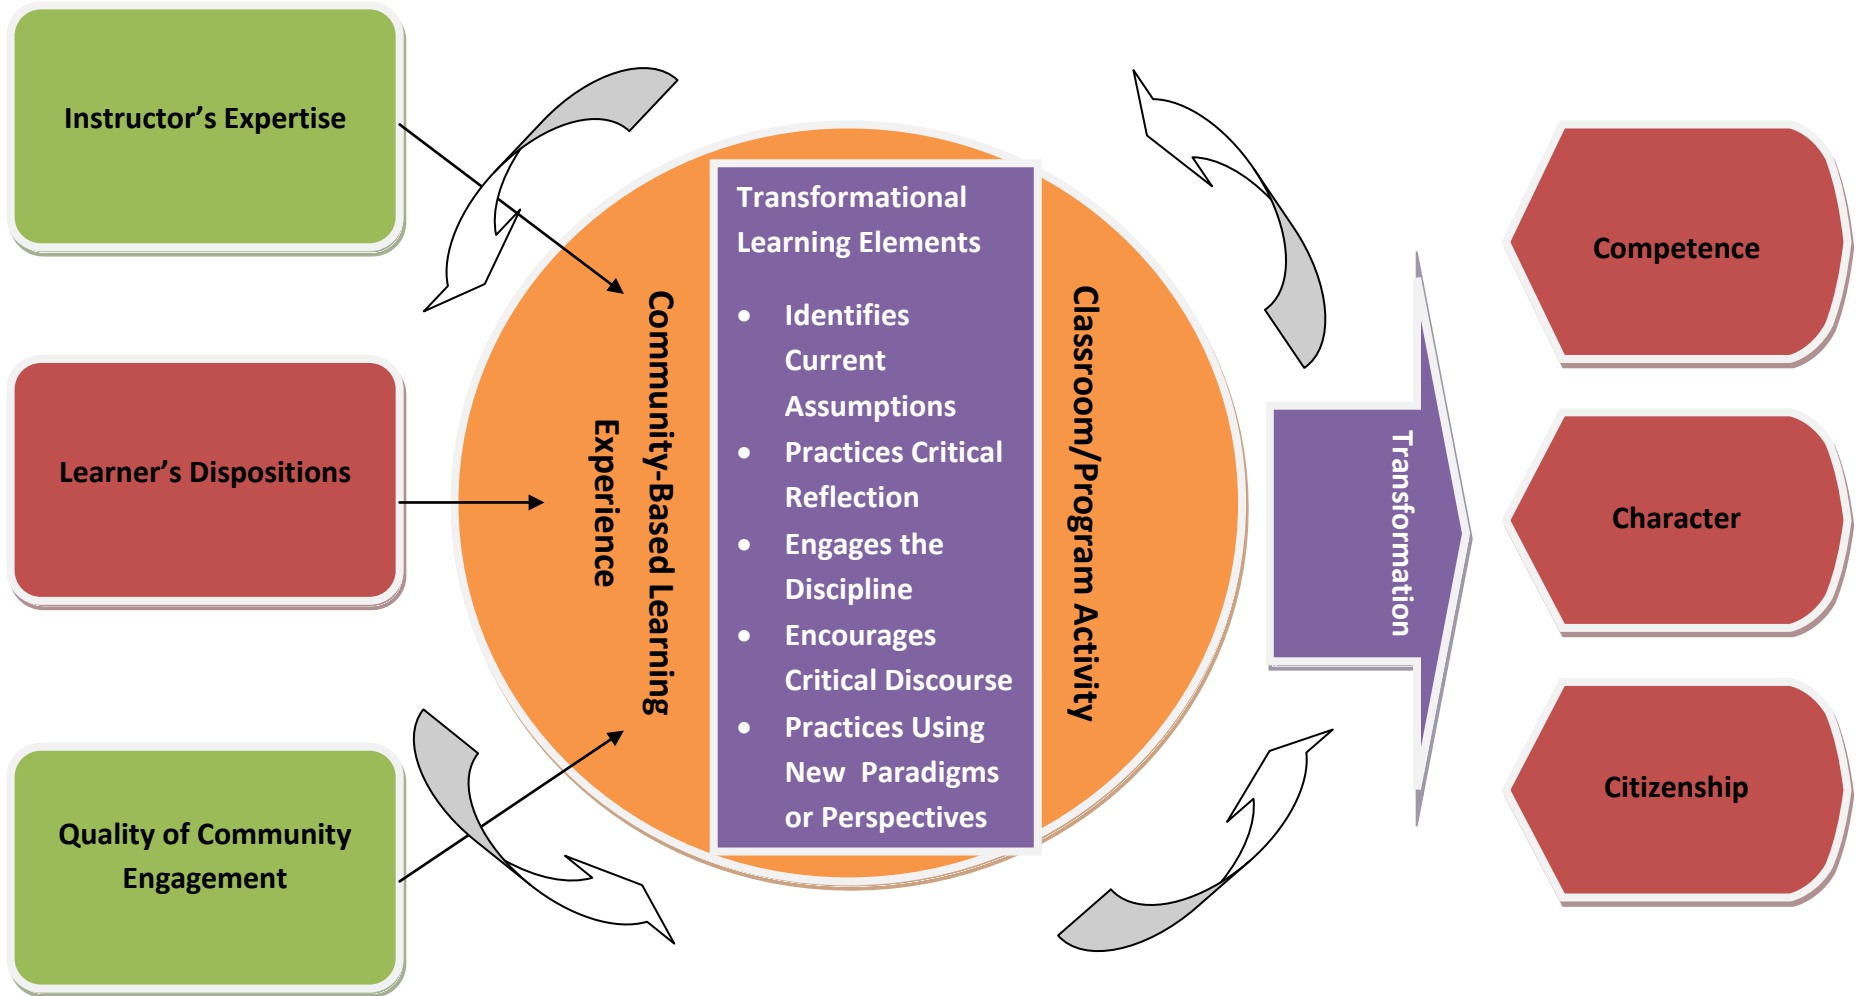 Instructor’s Expertise
Learner’s Dispositions
Quality of Community
Engagement
Community-Based Learning
Experience
Transformational
Learning Elements
• Identifies
Current
Assumptions
• Practices Critical
Reflection
• Engages the
Discipline
• Encourages
Critical Discourse
• Practices Using
New Paradigms
or Perspectives
Classroom/Program Activity
Transformation
Competence
Character
Citizenship